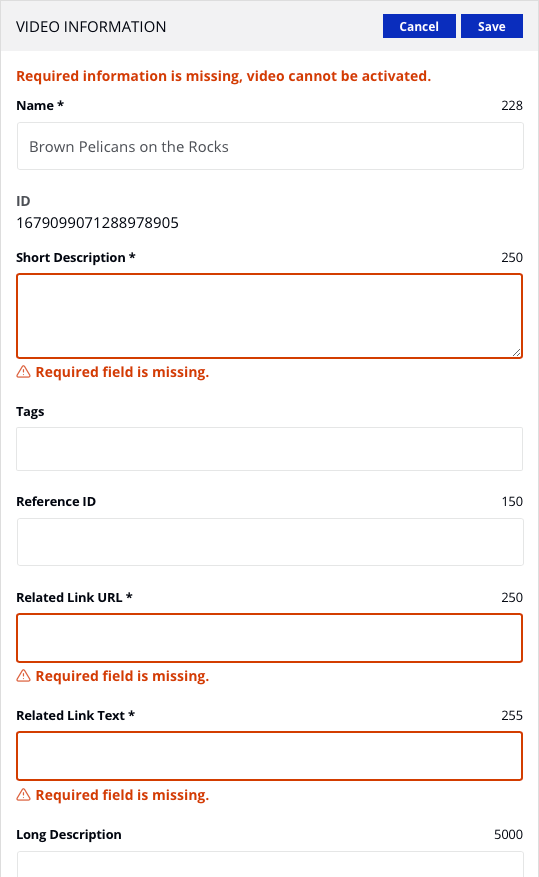 VIDEO INFORMATION Cancel Save
Required information is missing, video cannot be activated.
Name * 228
Brown Pelicans on the Rocks
ID
1679099071288978905
Short Description * 250
Required field is missing.
Tags
Reference ID 150
Related Link URL * 250
Required field is missing.
Related Link Text * 255
Required field is missing.
Long Description 5000